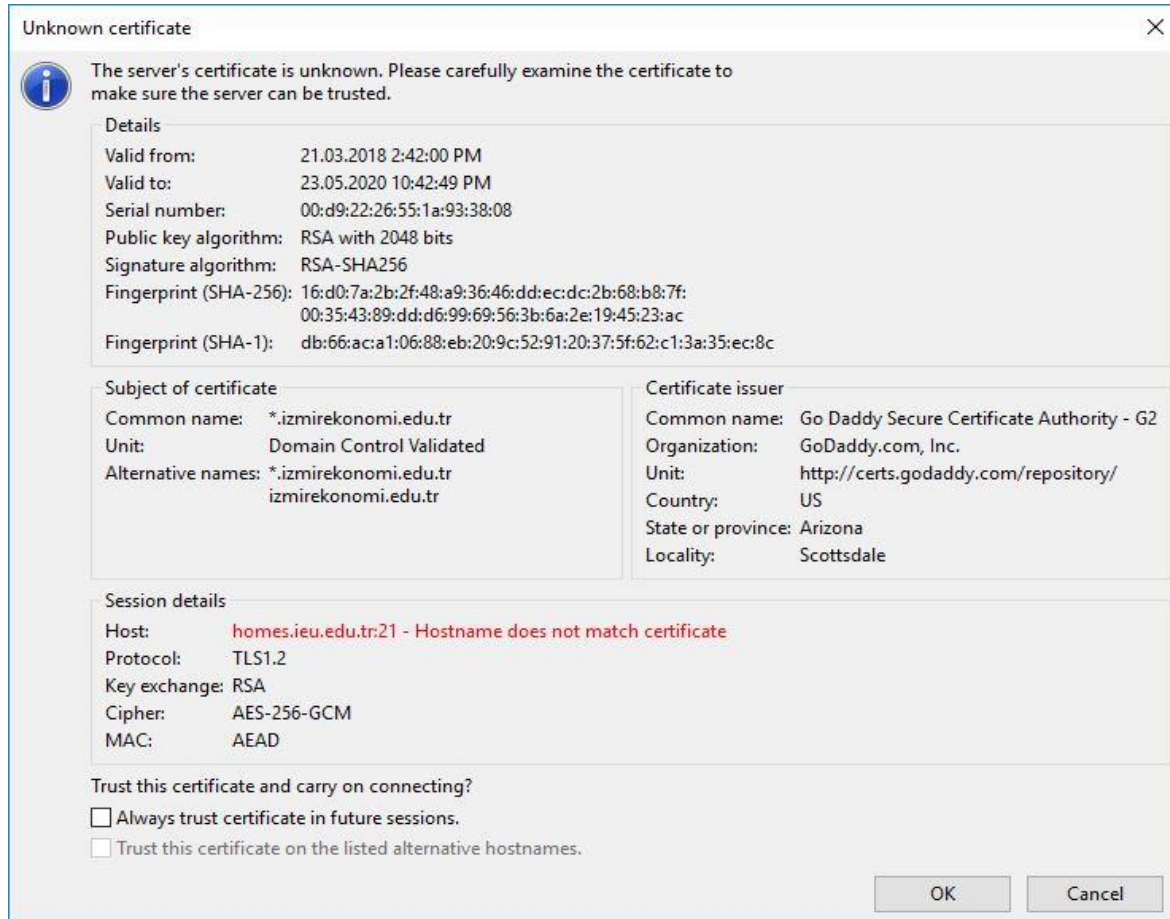 Unknown certificate
The server's certificate is unknown. Please carefully examine the certificate to
make sure the server can be trusted.
Details
Valid from: 21.03.2018 2:42:00 PM
Valid to: 23.05.2020 10:42:49 PM
Serial number: 00:d9:22:26:55:1a:93:38:08
Public key algorithm: RSA with 2048 bits
Signature algorithm: RSA-SHA256
Fingerprint (SHA-256): 16:d0:7a:2b:2f:48:a9:36:46:dd:ec:dc:2b:68:b8:7f:
00:35:43:89:dd:d6:99:69:56:3b:6a:2e:19:45:23:ac
Fingerprint (SHA-1): db:66:ac:a1:06:88:eb:20:9c:52:91:20:37:5f:62:c1:3a:35:ec:8c
Subject of certificate
Common name: *.izmirekonomi.edu.tr
Unit: Domain Control Validated
Alternative names: *.izmirekonomi.edu.tr
izmirekonomi.edu.tr
Certificate issuer
Common name: Go Daddy Secure Certificate Authority - G2
Organization: GoDaddy.com, Inc.
Unit: http://certs.godaddy.com/repository/
Country: US
State or province: Arizona
Locality: Scottsdale
Session details
Host: homes.ieu.edu.tr:21 - Hostname does not match certificate
Protocol: TLS1.2
Key exchange: RSA
Cipher: AES-256-GCM
MAC: AEAD
Trust this certificate and carry on connecting?
Always trust certificate in future sessions.
Trust this certificate on the listed alternative hostnames.
OK Cancel